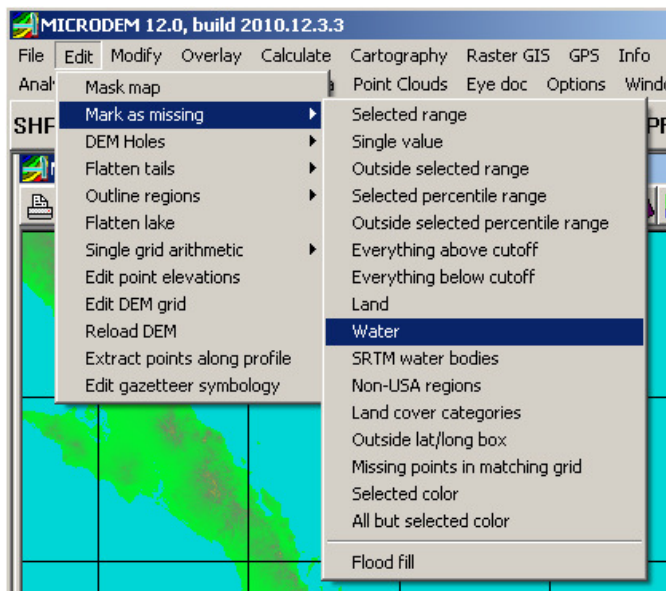 MICRODEM 12.0, build 2010.12.3.3
File Edit Modify Overlay Calculate Cartography Raster GIS GPS Info
Point Clouds Eye doc Options
Mask map
Mark as missing
DEM Holes
Flatten tails
Outline regions
Flatten lake
Single grid arithmetic
Edit point elevations
Edit DEM grid
Reload DEM
Extract points along profile
Edit gazetteer symbology
Selected range
Single value
Outside selected range
Selected percentile range
Outside selected percentile range
Everything above cutoff
Everything below cutoff
Land
Water
SRTM water bodies
Non-USA regions
Land cover categories
Outside lat/long box
Missing points in matching grid
Selected color
All but selected color
Flood fill